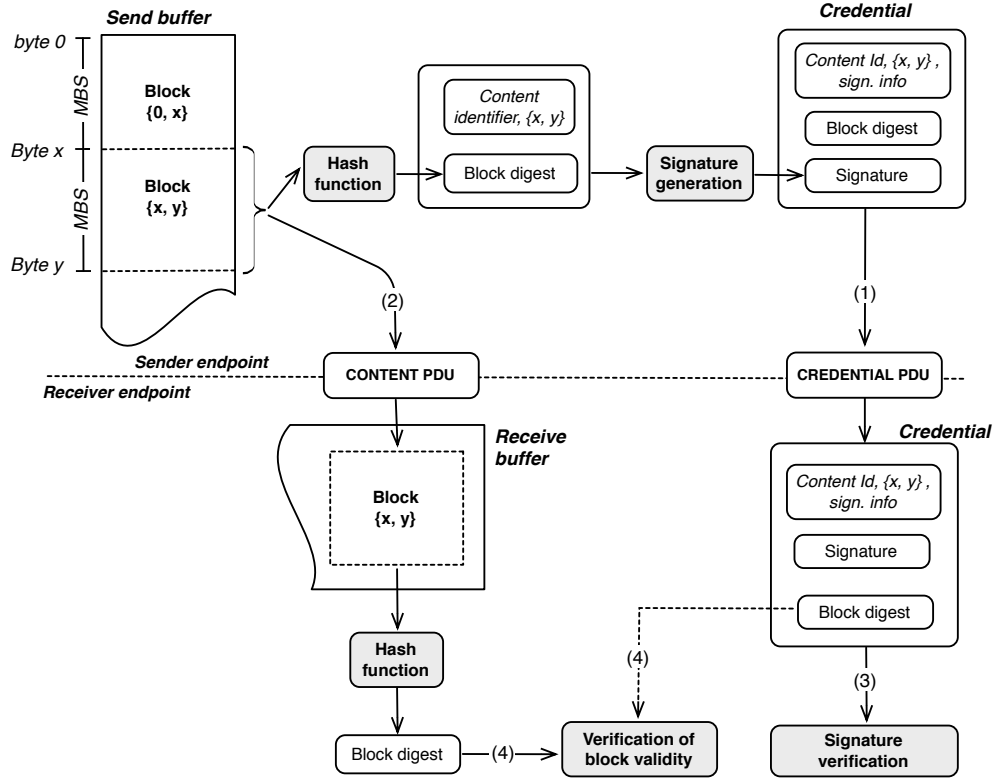 Send buffer
byte 0
MBS
Block
{0, x}
Byte x
MBS
Block
{x, y}
Byte y
Hash
function
Content
identifier, {x, y}
Block digest
Signature
generation
Credential
Content Id, {x, y} ,
sign. info
Block digest
Signature
(2)
(1)
Sender endpoint
Receiver endpoint
CONTENT PDU
CREDENTIAL PDU
Receive
buffer
Block
{x, y}
Credential
Content Id, {x, y} ,
sign. info
Signature
Block digest
Hash
function
(4)
(3)
Block digest
(4)
Verification of
block validity
Signature
verification